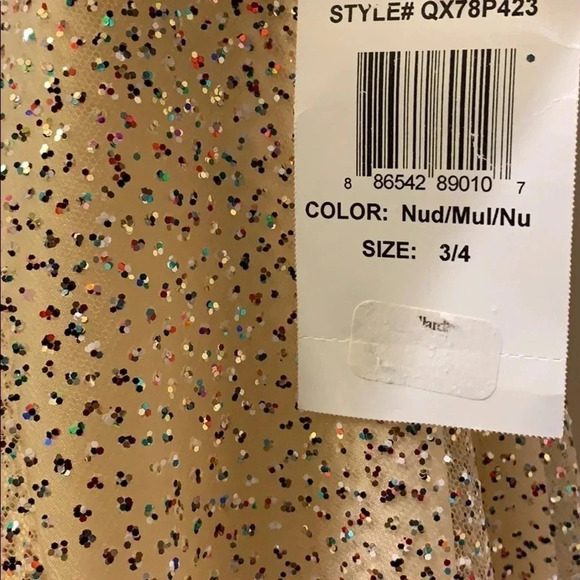 STYLE# QX78P423
8 86542 89010 7
COLOR: Nud/Mul/Nu
SIZE: 3/4